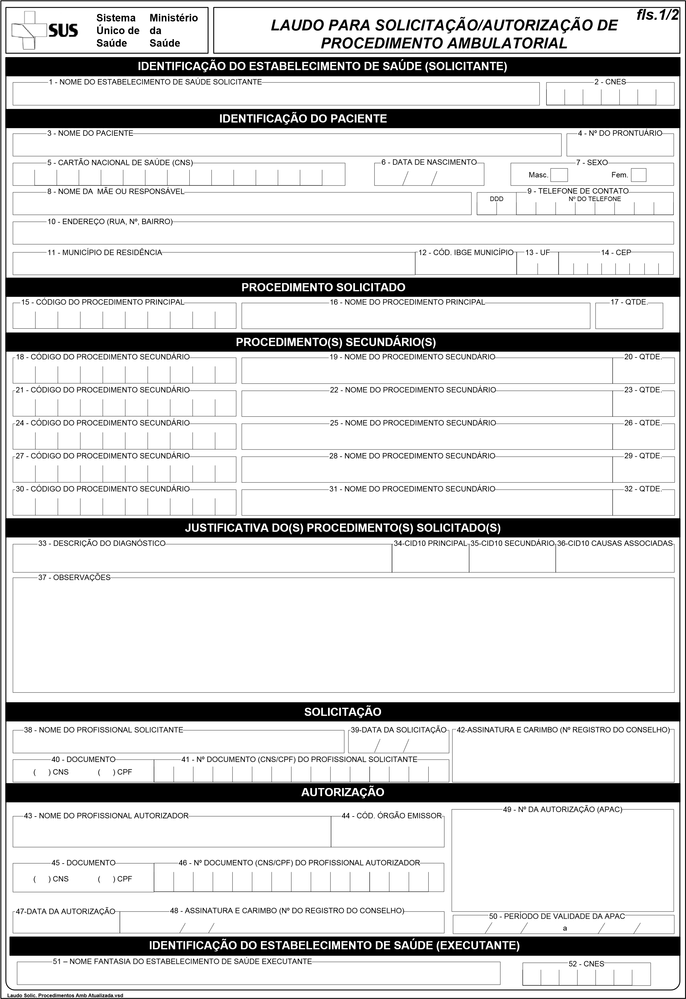 SUS
Sistema Único de Saúde
Ministério da Saúde
fls.1/2
LAUDO PARA SOLICITAÇÃO/AUTORIZAÇÃO DE
PROCEDIMENTO AMBULATORIAL
IDENTIFICAÇÃO DO ESTABELECIMENTO DE SAÚDE (SOLICITANTE)
1 - NOME DO ESTABELECIMENTO DE SAÚDE SOLICITANTE
2 - CNES
IDENTIFICAÇÃO DO PACIENTE
3 - NOME DO PACIENTE
4 - Nº DO PRONTUÁRIO
5 - CARTÃO NACIONAL DE SAÚDE (CNS)
6 - DATA DE NASCIMENTO
/ /
7 - SEXO
Masc. Fem.
8 - NOME DA MÃE OU RESPONSÁVEL
9 - TELEFONE DE CONTATO
DDD Nº DO TELEFONE
10 - ENDEREÇO (RUA, Nº, BAIRRO)
11 - MUNICÍPIO DE RESIDÊNCIA
12 - CÓD. IBGE MUNICÍPIO
13 - UF
14 - CEP
PROCEDIMENTO SOLICITADO
15 - CÓDIGO DO PROCEDIMENTO PRINCIPAL
16 - NOME DO PROCEDIMENTO PRINCIPAL
17 - QTDE.
PROCEDIMENTO(S) SECUNDÁRIO(S)
18 - CÓDIGO DO PROCEDIMENTO SECUNDÁRIO
19 - NOME DO PROCEDIMENTO SECUNDÁRIO
20 - QTDE.
21 - CÓDIGO DO PROCEDIMENTO SECUNDÁRIO
22 - NOME DO PROCEDIMENTO SECUNDÁRIO
23 - QTDE.
24 - CÓDIGO DO PROCEDIMENTO SECUNDÁRIO
25 - NOME DO PROCEDIMENTO SECUNDÁRIO
26 - QTDE.
27 - CÓDIGO DO PROCEDIMENTO SECUNDÁRIO
28 - NOME DO PROCEDIMENTO SECUNDÁRIO
29 - QTDE.
30 - CÓDIGO DO PROCEDIMENTO SECUNDÁRIO
31 - NOME DO PROCEDIMENTO SECUNDÁRIO
32 - QTDE.
JUSTIFICATIVA DO(S) PROCEDIMENTO(S) SOLICITADO(S)
33 - DESCRIÇÃO DO DIAGNÓSTICO
34-CID10 PRINCIPAL
35-CID10 SECUNDÁRIO
36-CID10 CAUSAS ASSOCIADAS
37 - OBSERVAÇÕES
SOLICITAÇÃO
38 - NOME DO PROFISSIONAL SOLICITANTE
39-DATA DA SOLICITAÇÃO
/ /
42-ASSINATURA E CARIMBO (Nº REGISTRO DO CONSELHO)
40 - DOCUMENTO
( ) CNS ( ) CPF
41 - Nº DOCUMENTO (CNS/CPF) DO PROFISSIONAL SOLICITANTE
AUTORIZAÇÃO
43 - NOME DO PROFISSIONAL AUTORIZADOR
44 - CÓD. ÓRGÃO EMISSOR
49 - Nº DA AUTORIZAÇÃO (APAC)
45 - DOCUMENTO
( ) CNS ( ) CPF
46 - Nº DOCUMENTO (CNS/CPF) DO PROFISSIONAL AUTORIZADOR
47-DATA DA AUTORIZAÇÃO
48 - ASSINATURA E CARIMBO (Nº DO REGISTRO DO CONSELHO)
/ /
50 - PERÍODO DE VALIDADE DA APAC
/ / a / /
IDENTIFICAÇÃO DO ESTABELECIMENTO DE SAÚDE (EXECUTANTE)
51 – NOME FANTASIA DO ESTABELECIMENTO DE SAÚDE EXECUTANTE
52 - CNES
Laudo Solic. Procedimentos Amb Atualizada.vsd